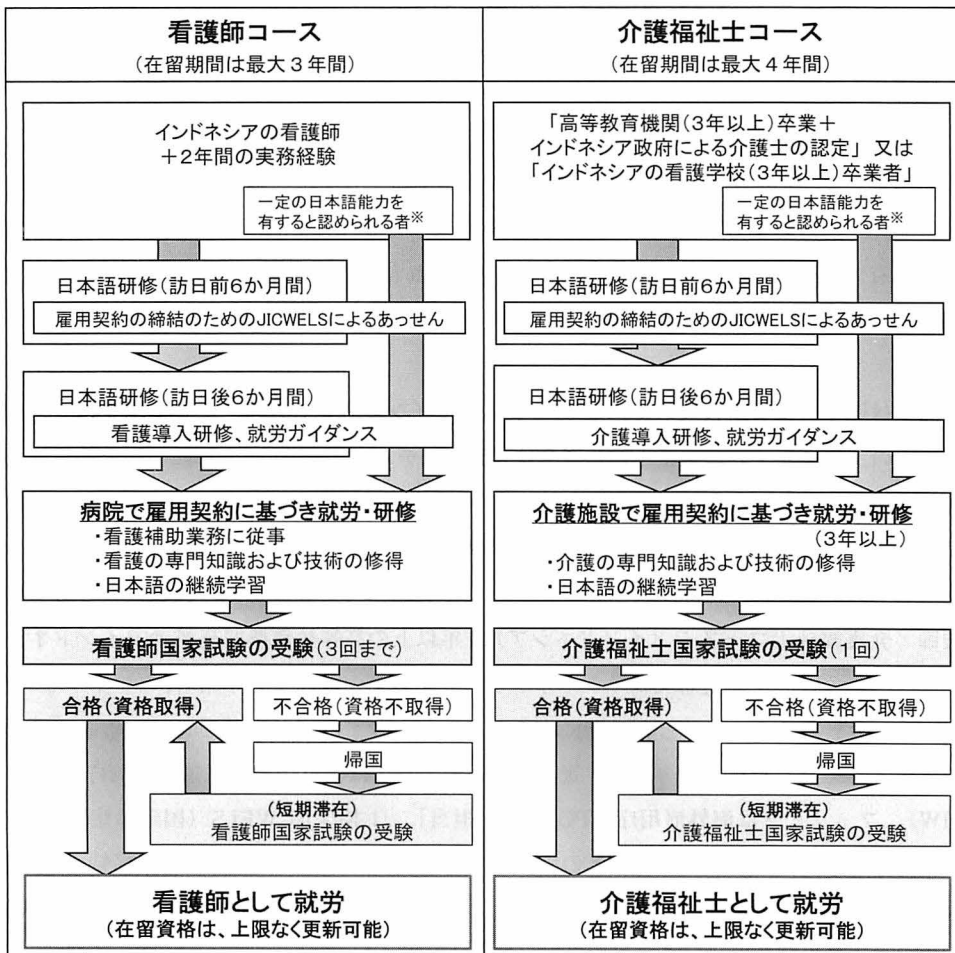 看護師コース
(在留期間は最大3年間)
インドネシアの看護師
+2年間の実務経験
一定の日本語能力を
有すると認められる者※
日本語研修(訪日前6か月間)
雇用契約の締結のためのJICWELSによるあっせん
日本語研修(訪日後6か月間)
看護導入研修、就労ガイダンス
病院で雇用契約に基づき就労・研修
・看護補助業務に従事
・看護の専門知識および技術の修得
・日本語の継続学習
看護師国家試験の受験(3回まで)
合格(資格取得)
不合格(資格不取得)
帰国
(短期滞在)
看護師国家試験の受験
看護師として就労
(在留資格は、上限なく更新可能)
介護福祉士コース
(在留期間は最大4年間)
「高等教育機関(3年以上)卒業+
インドネシア政府による介護士の認定」 又は
「インドネシアの看護学校(3年以上)卒業者」
一定の日本語能力を
有すると認められる者※
日本語研修(訪日前6か月間)
雇用契約の締結のためのJICWELSによるあっせん
日本語研修(訪日後6か月間)
介護導入研修、就労ガイダンス
介護施設で雇用契約に基づき就労・研修
(3年以上)
・介護の専門知識および技術の修得
・日本語の継続学習
介護福祉士国家試験の受験(1回)
合格(資格取得)
不合格(資格不取得)
帰国
(短期滞在)
介護福祉士国家試験の受験
介護福祉士として就労
(在留資格は、上限なく更新可能)